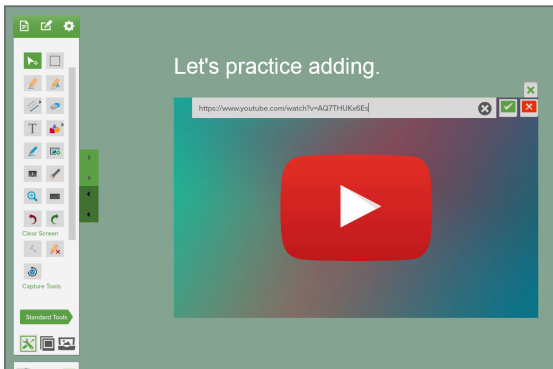 Let's practice adding.
https://www.youtube.com/watch?v=AQ7THUKx6Es
T
Clear Screen
Capture Tools
Standard Tools